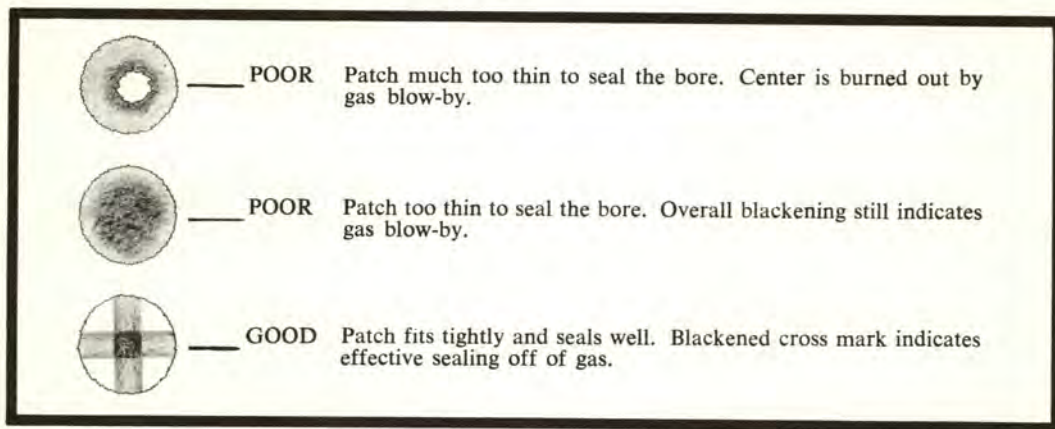 POOR Patch much too thin to seal the bore. Center is burned out by
gas blow-by.
POOR Patch too thin to seal the bore. Overall blackening still indicates
gas blow-by.
GOOD Patch fits tightly and seals well. Blackened cross mark indicates
effective sealing off of gas.